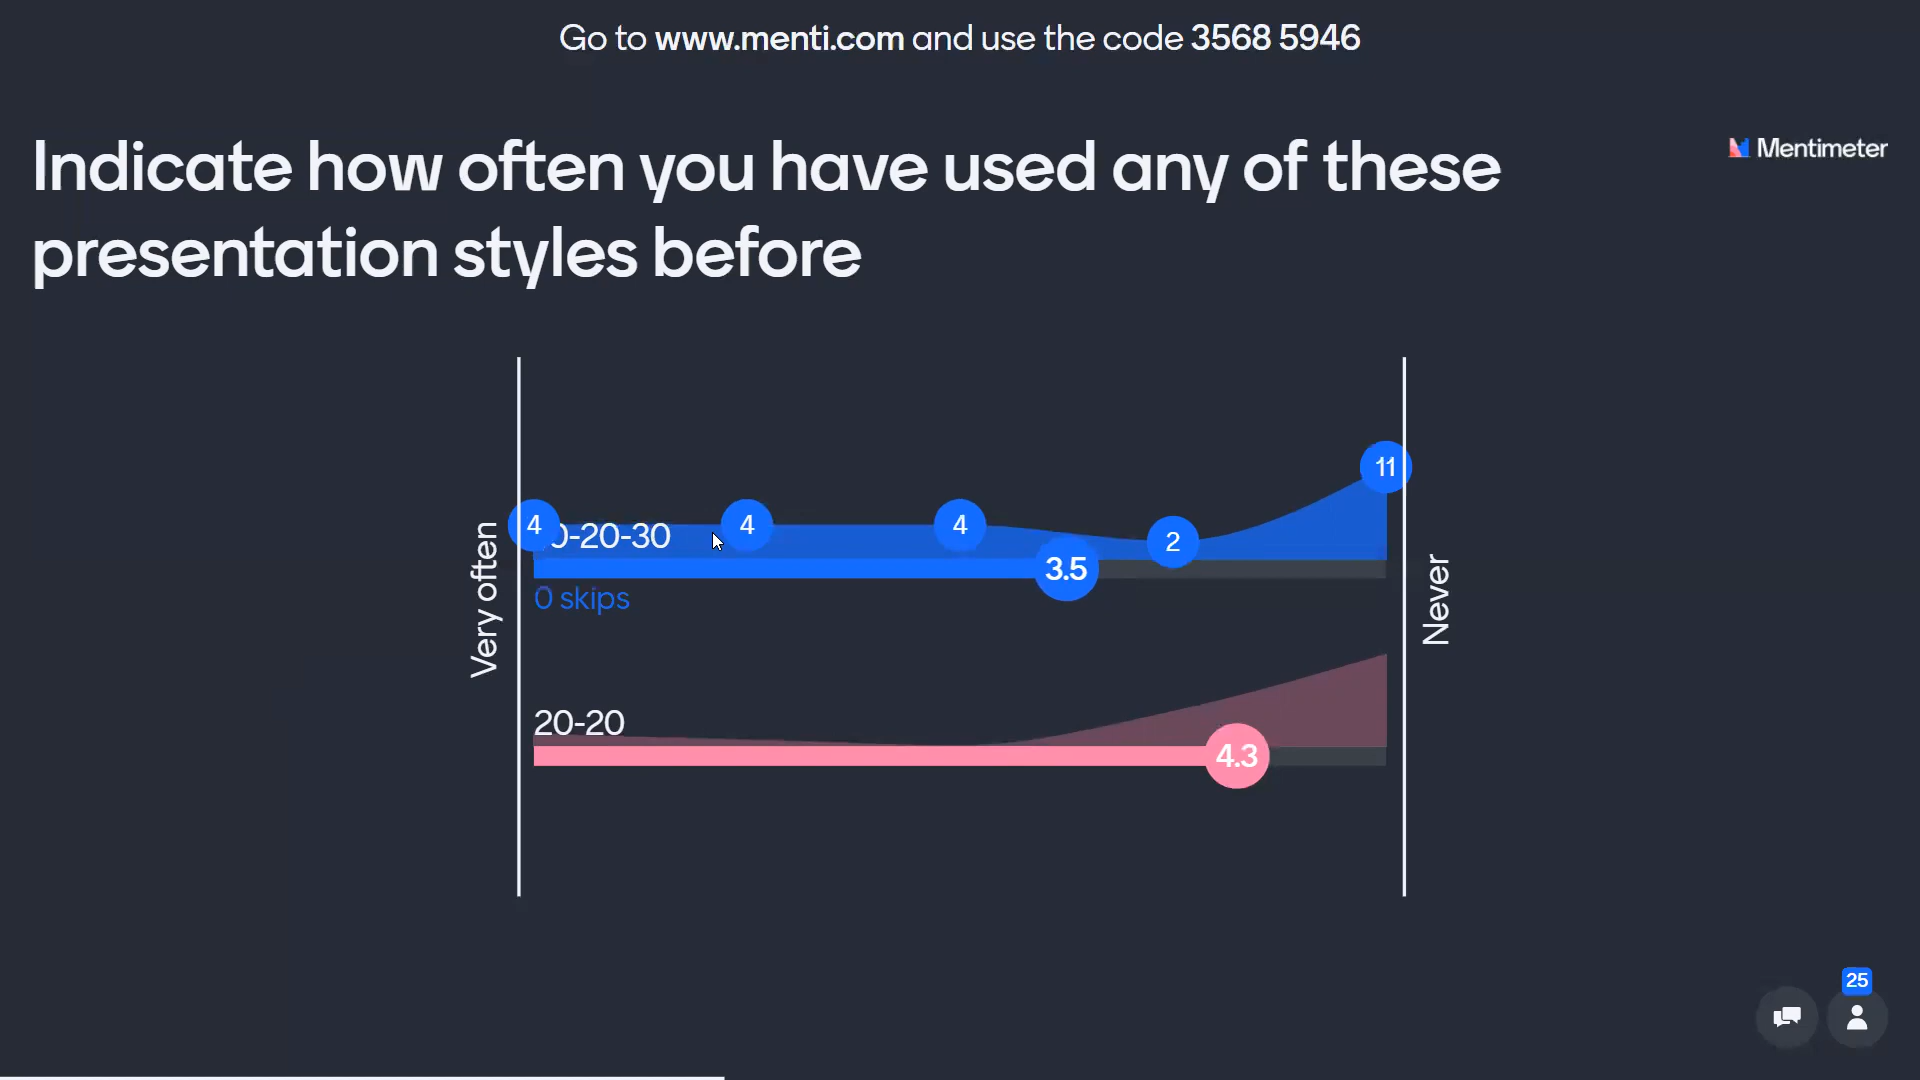 Go to www.menti.com and use the code 3568 5946
Mentimeter
Indicate how often you have used any of these
presentation styles before
Very often
4
4
4
2
11
0-20-30
3.5
0 skips
20-20
4.3
Never
25